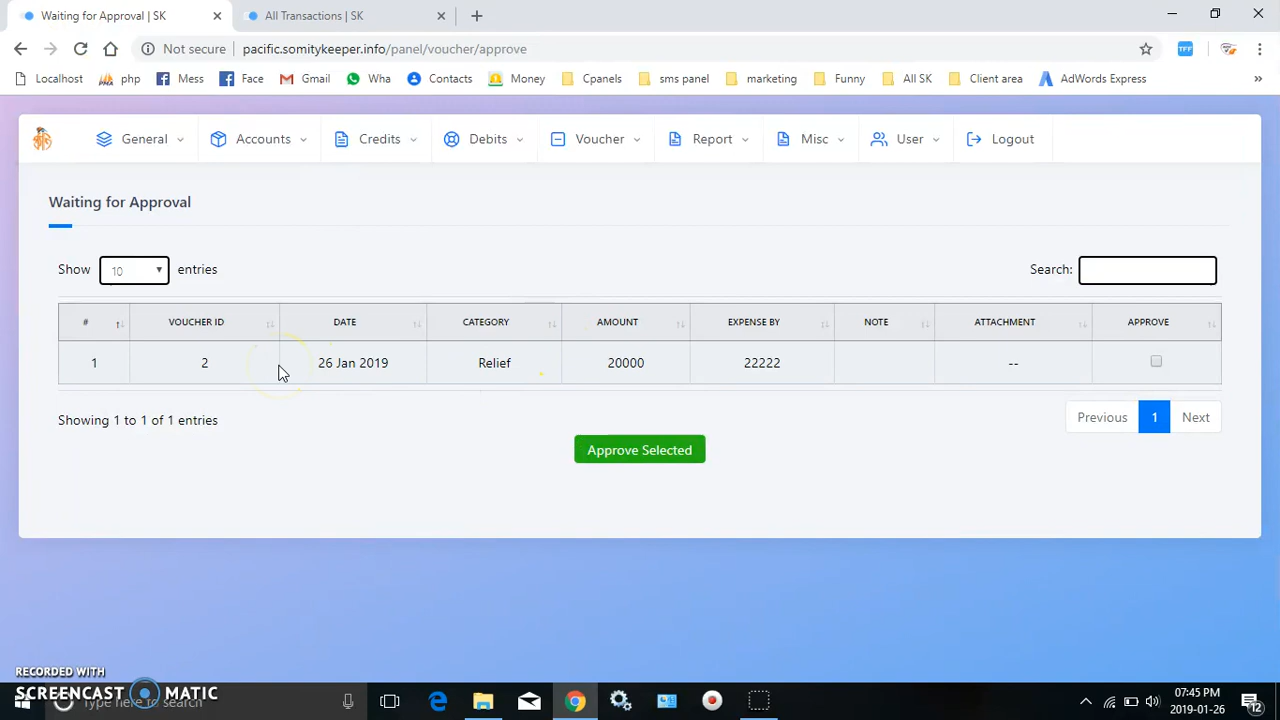 Waiting for Approval | SK
All Transactions | SK
Not secure pacific.somitykeeper.info/panel/voucher/approve
TFF
Localhost php Mess Face Gmail Wha Contacts Money Cpanels sms panel marketing Funny All SK Client area AdWords Express »
General Accounts Credits Debits Voucher Report Misc User Logout
Waiting for Approval
Show 10 entries Search:
# VOUCHER ID DATE CATEGORY AMOUNT EXPENSE BY NOTE ATTACHMENT APPROVE
1 2 26 Jan 2019 Relief 20000 22222 --
Showing 1 to 1 of 1 entries Previous 1 Next
Approve Selected
RECORDED WITH
SCREENCAST MATIC
Type here to search
07:45 PM
2019-01-26
12